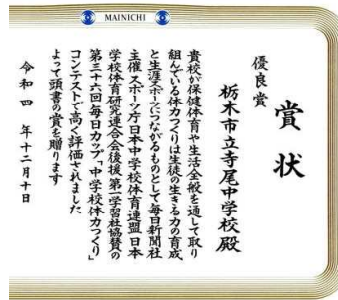 MAINICHI
賞状
優良賞
栃木市立寺尾中学校殿
貴校が保健体育や生活全般を通して取り
組んでいる体力つくりは生徒の生きる力の育成
と生涯スポーツにつながるものとして毎日新聞社
主催 スポーツ庁 日本中学校体育連盟 日本
学校体育研究連合会後援 第一学習社協賛の
第三十六回毎日カップ「中学校体力つくり」
コンテストで高く評価されました
よって頭書の賞を贈ります
令和四 年十二月十日